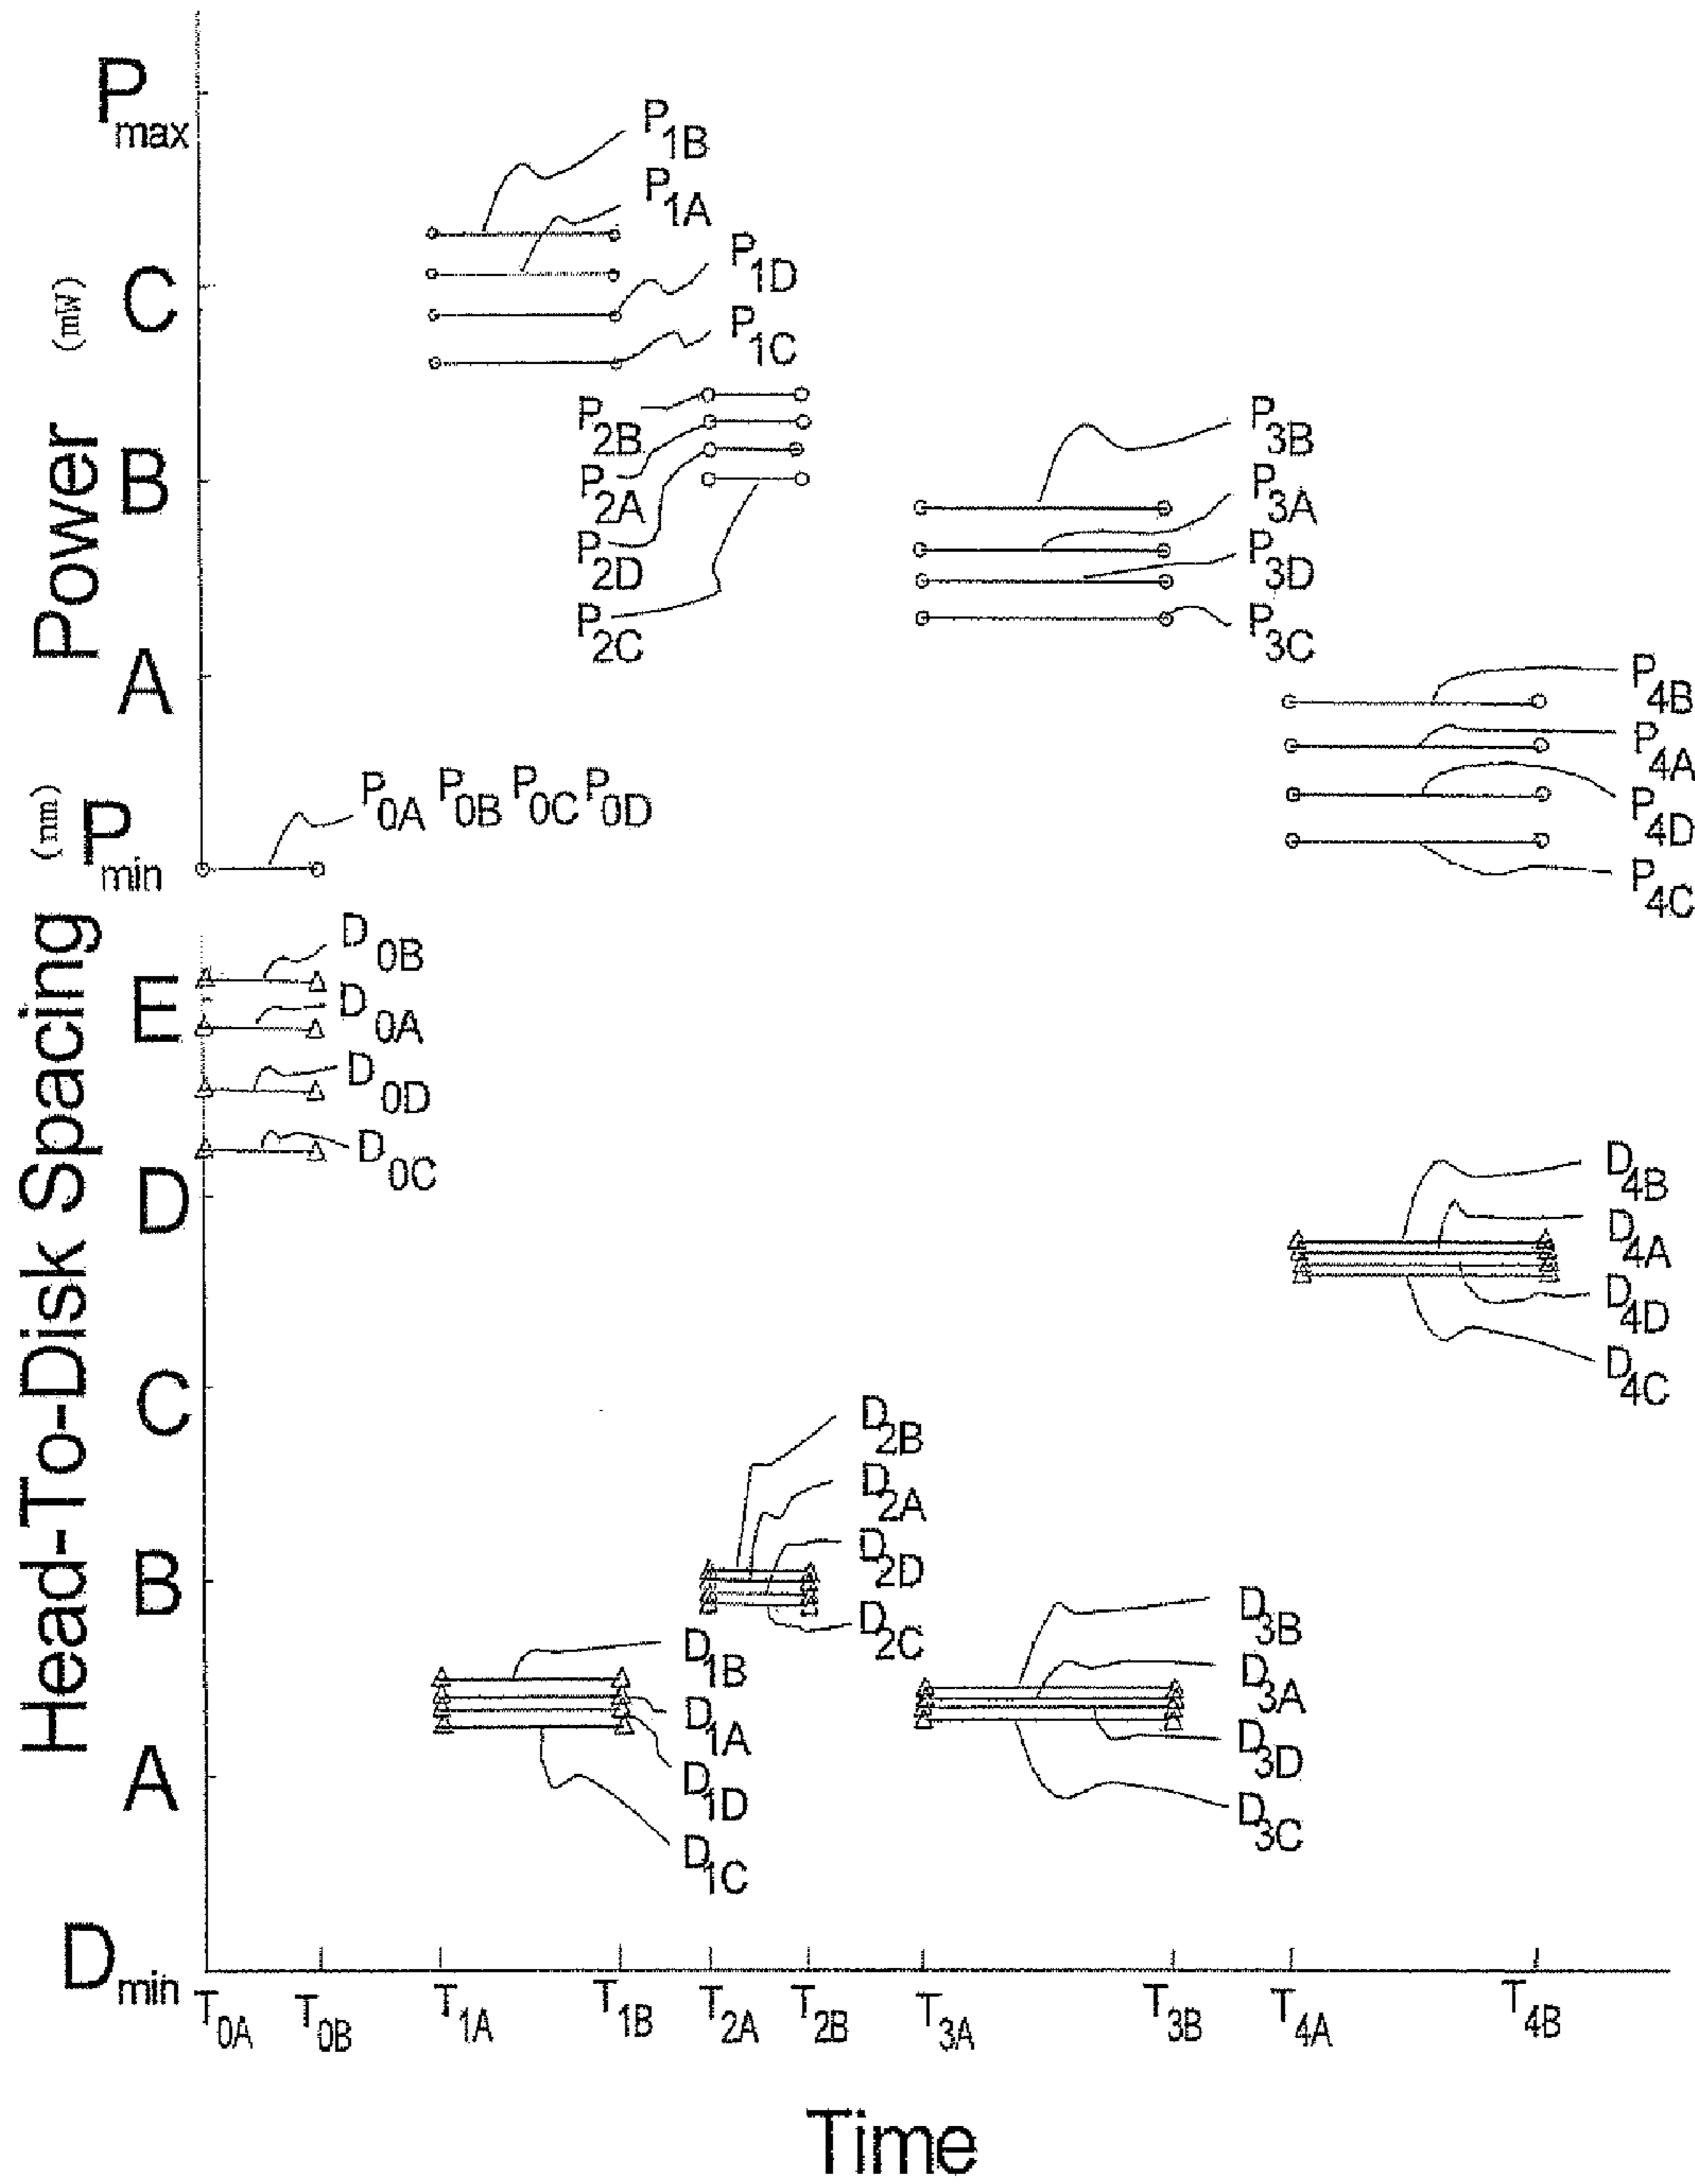 Power (mW)
Pmax
C
B
A
Pmin
P1B
P1A
P1D
P1C
P2B
P2A
P2D
P2C
P3B
P3A
P3D
P3C
P4B
P4A
P4D
P4C
P0A P0B P0C P0D
Head-To-Disk Spacing (nm)
E
D
C
B
A
Dmin
D0B
D0A
D0D
D0C
D4B
D4A
D4D
D4C
D2B
D2A
D2D
D2C
D1B
D1A
D1D
D1C
D3B
D3A
D3D
D3C
T0A T0B T1A T1B T2A T2B T3A T3B T4A T4B
Time